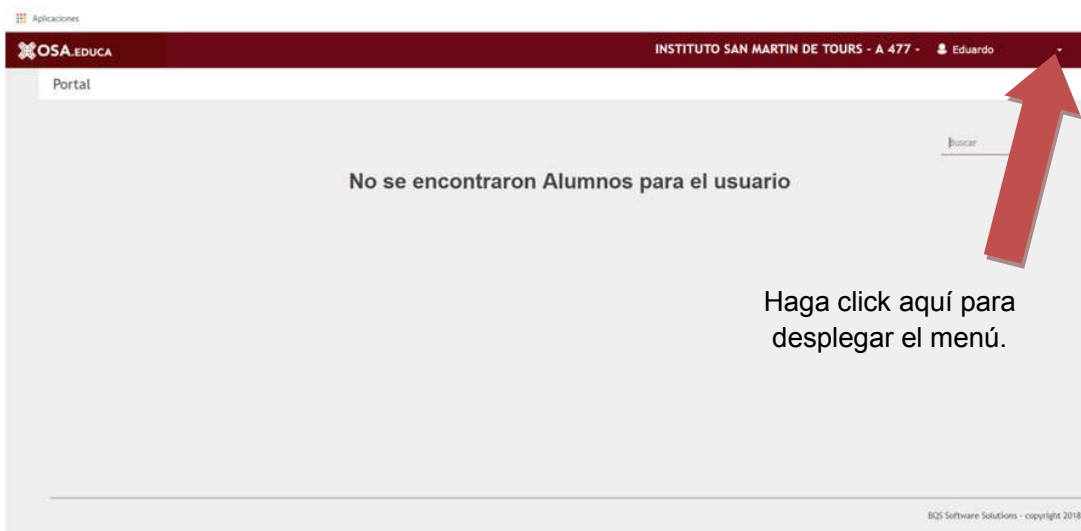 Aplicaciones
OSA.EDUCA INSTITUTO SAN MARTIN DE TOURS - A 477 - Eduardo
Portal
Buscar
No se encontraron Alumnos para el usuario
Haga click aquí para
desplegar el menú.
BQS Software Solutions - copyright 2018